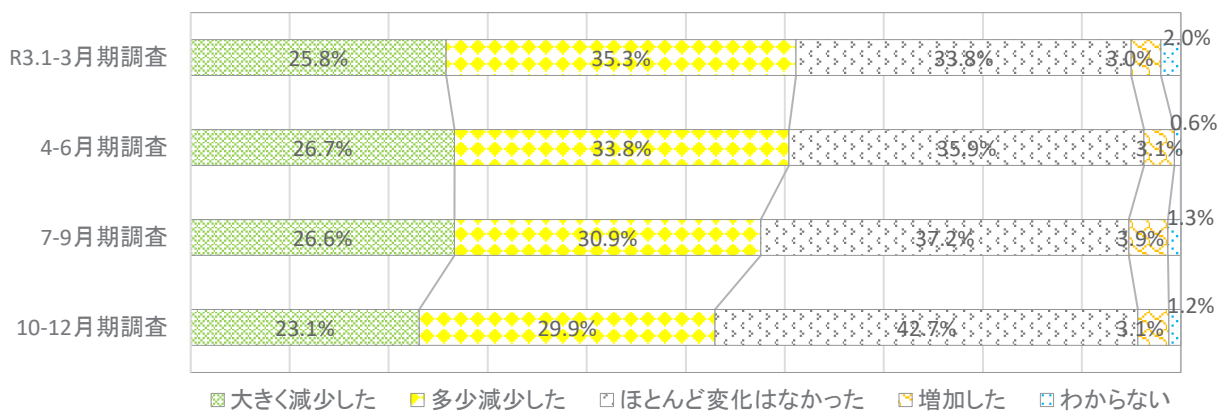 R3.1-3月期調査 25.8% 35.3% 33.8% 3.0% 2.0%
4-6月期調査 26.7% 33.8% 35.9% 3.1% 0.6%
7-9月期調査 26.6% 30.9% 37.2% 3.9% 1.3%
10-12月期調査 23.1% 29.9% 42.7% 3.1% 1.2%
大きく減少した 多少減少した ほとんど変化はなかった 増加した わからない